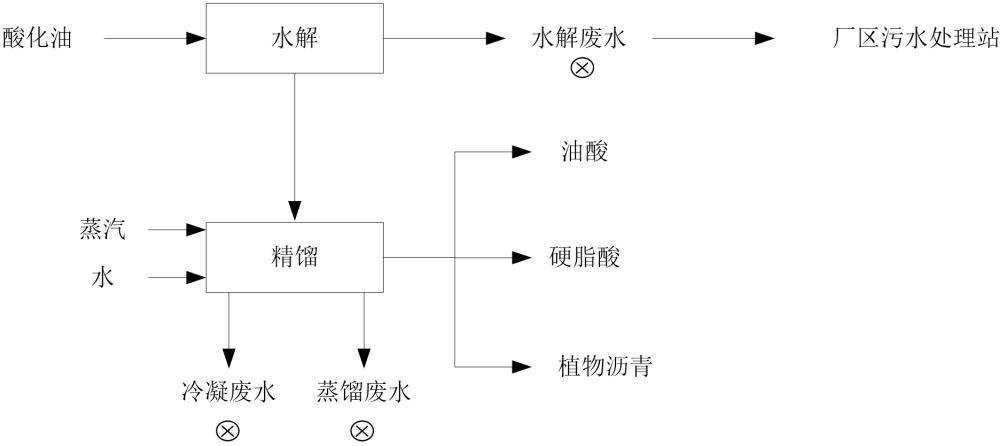 酸化油
水解
水解废水
厂区污水处理站
油酸
蒸汽
精馏
硬脂酸
水
植物沥青
冷凝废水
蒸馏废水